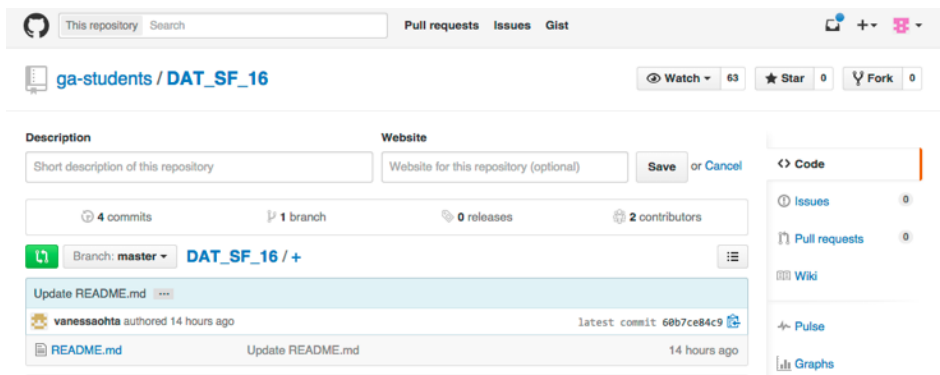 This repository Search Pull requests Issues Gist
ga-students / DAT_SF_16 Watch 63 Star 0 Fork 0
Description Website
Short description of this repository Website for this repository (optional) Save or Cancel
<> Code
4 commits 1 branch 0 releases 2 contributors
Issues 0
Pull requests 0
Branch: master DAT_SF_16 / +
Wiki
Update README.md ...
vanessaohta authored 14 hours ago latest commit 60b7ce84c9
Pulse
README.md Update README.md 14 hours ago
Graphs